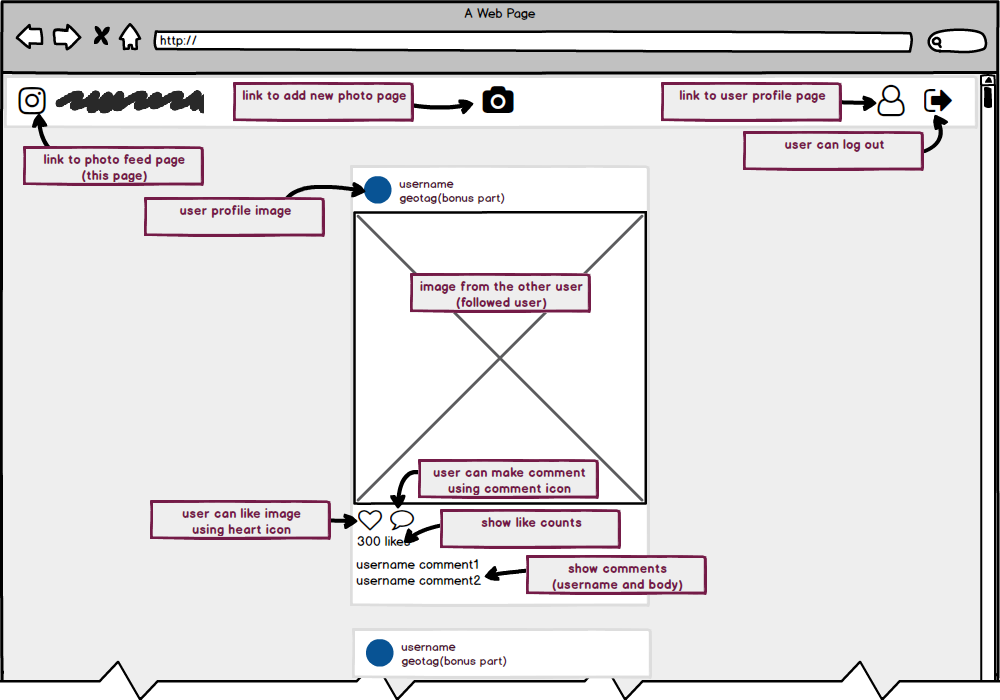 A Web Page
http://
link to add new photo page
link to user profile page
link to photo feed page
(this page)
user can log out
user profile image
username
geotag(bonus part)
image from the other user
(followed user)
user can make comment
using comment icon
user can like image
using heart icon
show like counts
300 likes
username comment1
username comment2
show comments
(username and body)
username
geotag(bonus part)